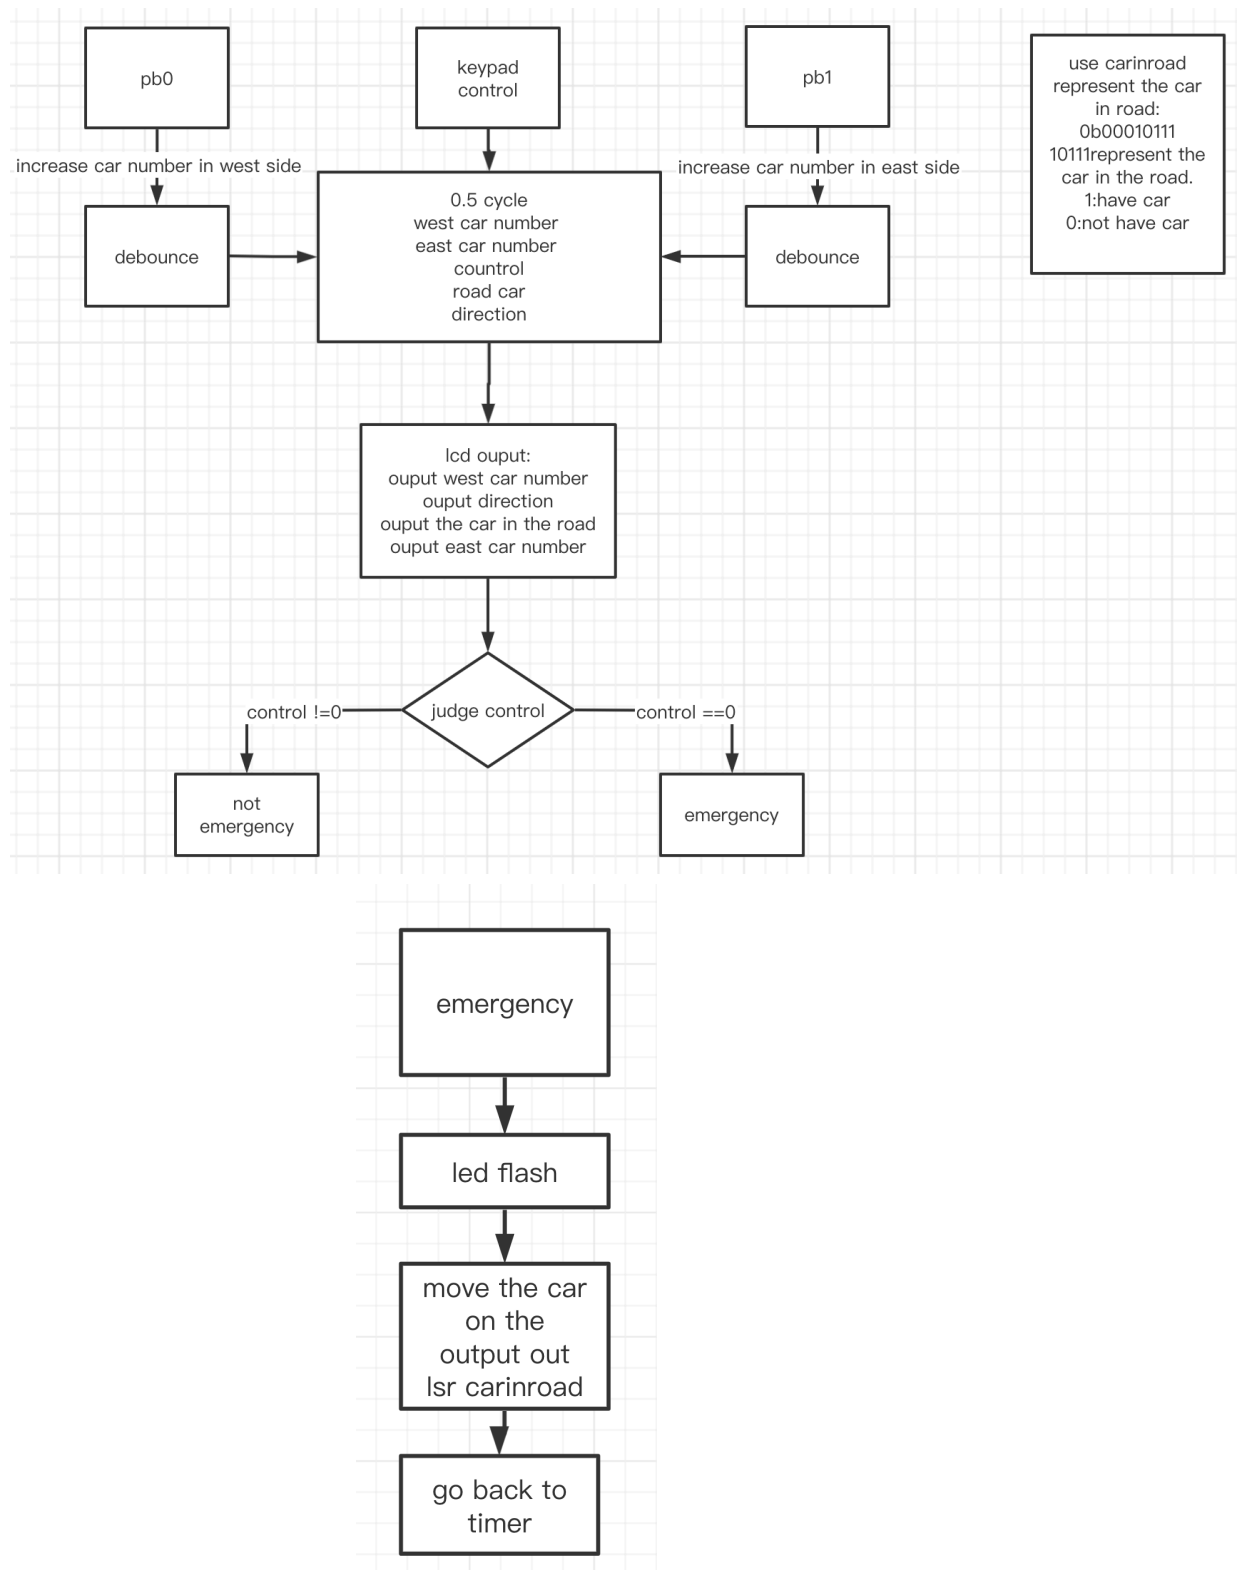 pb0
keypad
control
pb1
use carinroad
represent the car
in road:
0b00010111
10111represent the
car in the road.
1:have car
0:not have car
increase car number in west side
increase car number in east side
debounce
0.5 cycle
west car number
east car number
countrol
road car
direction
debounce
lcd ouput:
ouput west car number
ouput direction
ouput the car in the road
ouput east car number
control !=0
judge control
control ==0
not
emergency
emergency
emergency
led flash
move the car
on the
output out
lsr carinroad
go back to
timer